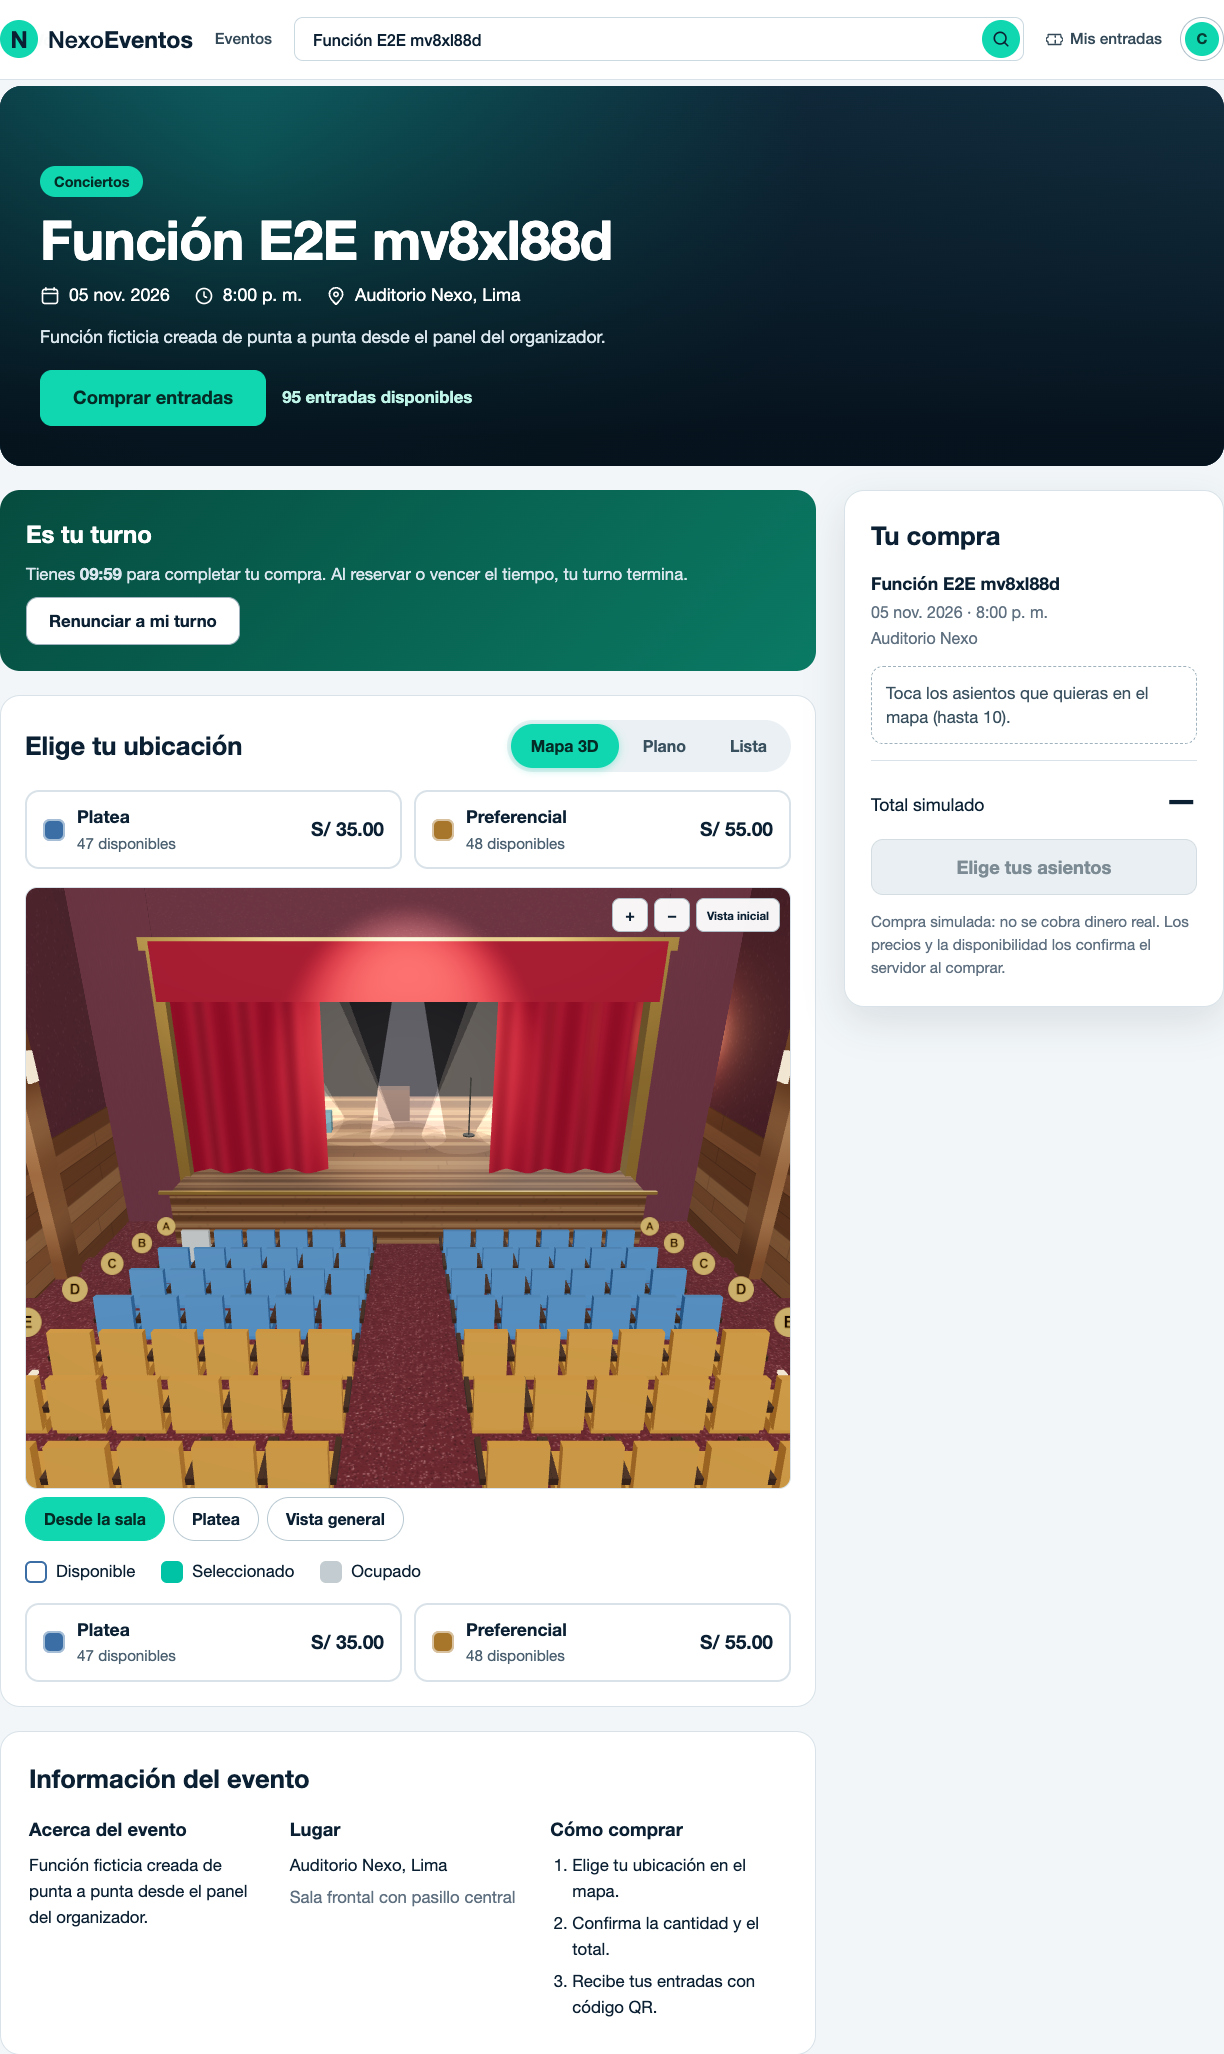 N NexoEventos
Eventos
Función E2E mv8xl88d
Mis entradas
C
Conciertos
Función E2E mv8xl88d
05 nov. 2026 8:00 p. m. Auditorio Nexo, Lima
Función ficticia creada de punta a punta desde el panel del organizador.
Comprar entradas
95 entradas disponibles
Es tu turno
Tienes 09:59 para completar tu compra. Al reservar o vencer el tiempo, tu turno termina.
Renunciar a mi turno
Elige tu ubicación
Mapa 3D Plano Lista
Platea
47 disponibles
S/ 35.00
Preferencial
48 disponibles
S/ 55.00
+ − Vista inicial
A A
B B
C C
D D
E E
Desde la sala Platea Vista general
Disponible Seleccionado Ocupado
Platea
47 disponibles
S/ 35.00
Preferencial
48 disponibles
S/ 55.00
Información del evento
Acerca del evento
Función ficticia creada de
punta a punta desde el panel
del organizador.
Lugar
Auditorio Nexo, Lima
Sala frontal con pasillo central
Cómo comprar
1. Elige tu ubicación en el
mapa.
2. Confirma la cantidad y el
total.
3. Recibe tus entradas con
código QR.
Tu compra
Función E2E mv8xl88d
05 nov. 2026 · 8:00 p. m.
Auditorio Nexo
Toca los asientos que quieras en el
mapa (hasta 10).
Total simulado —
Elige tus asientos
Compra simulada: no se cobra dinero real. Los
precios y la disponibilidad los confirma el
servidor al comprar.